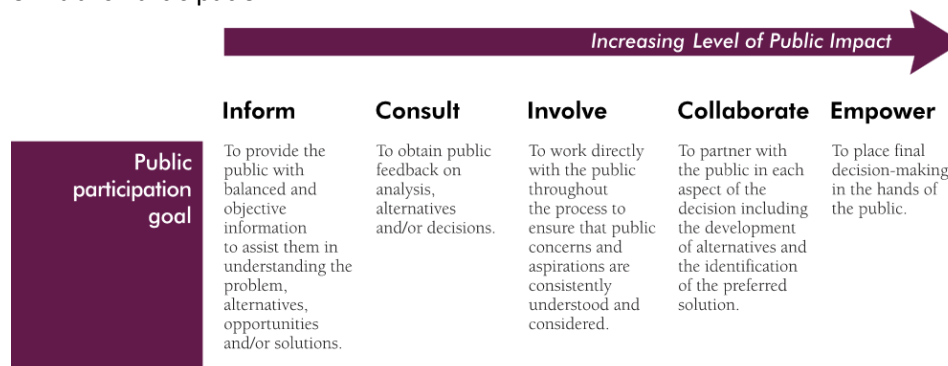 Increasing Level of Public Impact
Inform
To provide the
public with
balanced and
objective
information
to assist them in
understanding the
problem,
alternatives,
opportunities
and/or solutions.
Consult
To obtain public
feedback on
analysis,
alternatives
and/or decisions.
Involve
To work directly
with the public
throughout
the process to
ensure that public
concerns and
aspirations are
consistently
understood and
considered.
Collaborate
To partner with
the public in each
aspect of the
decision including
the development
of alternatives and
the identification
of the preferred
solution.
Empower
To place final
decision-making
in the hands of
the public.
Public
participation
goal